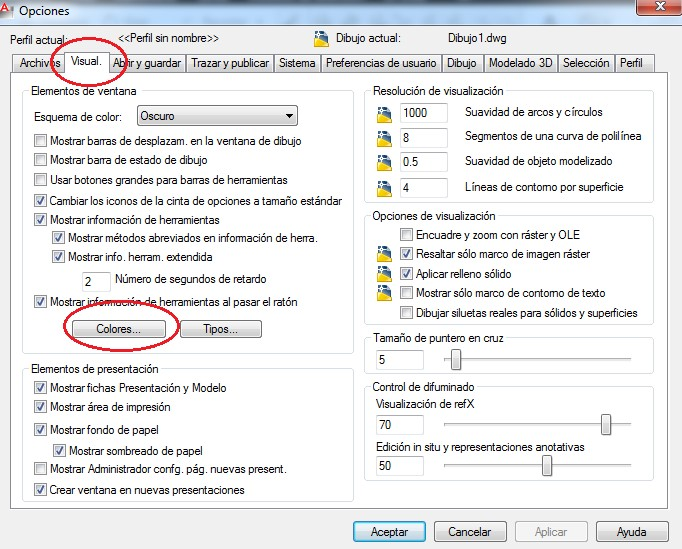 Opciones
Perfil actual: <<Perfil sin nombre>> Dibujo actual: Dibujo1.dwg
Archivos Visual. Abrir y guardar Trazar y publicar Sistema Preferencias de usuario Dibujo Modelado 3D Selección Perfil
Elementos de ventana
Esquema de color: Oscuro
Mostrar barras de desplazam. en la ventana de dibujo
Mostrar barra de estado de dibujo
Usar botones grandes para barras de herramientas
Cambiar los iconos de la cinta de opciones a tamaño estándar
Mostrar información de herramientas
Mostrar métodos abreviados en información de herra.
Mostrar info. herram. extendida
2 Número de segundos de retardo
Mostrar información de herramientas al pasar el ratón
Colores... Tipos...
Elementos de presentación
Mostrar fichas Presentación y Modelo
Mostrar área de impresión
Mostrar fondo de papel
Mostrar sombreado de papel
Mostrar Administrador confg. pág. nuevas present.
Crear ventana en nuevas presentaciones
Resolución de visualización
1000 Suavidad de arcos y círculos
8 Segmentos de una curva de polilínea
0.5 Suavidad de objeto modelizado
4 Líneas de contorno por superficie
Opciones de visualización
Encuadre y zoom con ráster y OLE
Resaltar sólo marco de imagen ráster
Aplicar relleno sólido
Mostrar sólo marco de contorno de texto
Dibujar siluetas reales para sólidos y superficies
Tamaño de puntero en cruz
5
Control de difuminado
Visualización de refX
70
Edición in situ y representaciones anotativas
50
Aceptar Cancelar Aplicar Ayuda